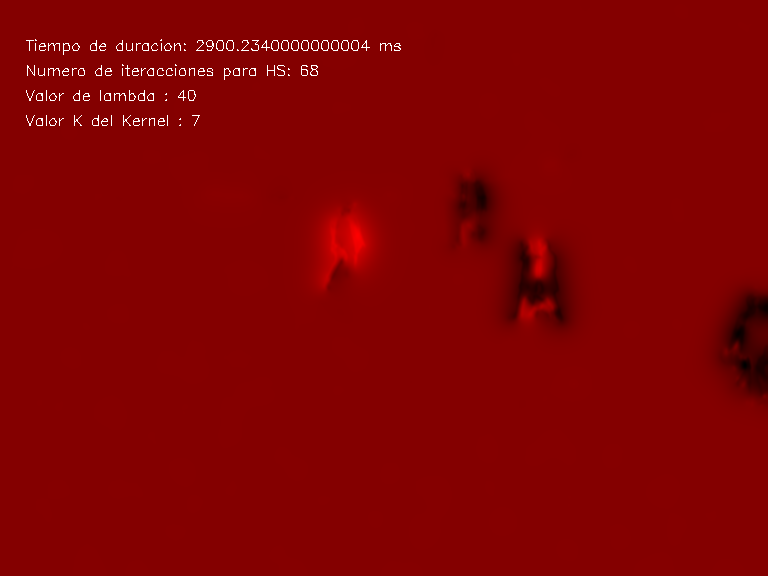 Tiempo de duracion: 2900.2340000000004 ms
Numero de iteracciones para HS: 68
Valor de lambda : 40
Valor K del Kernel : 7